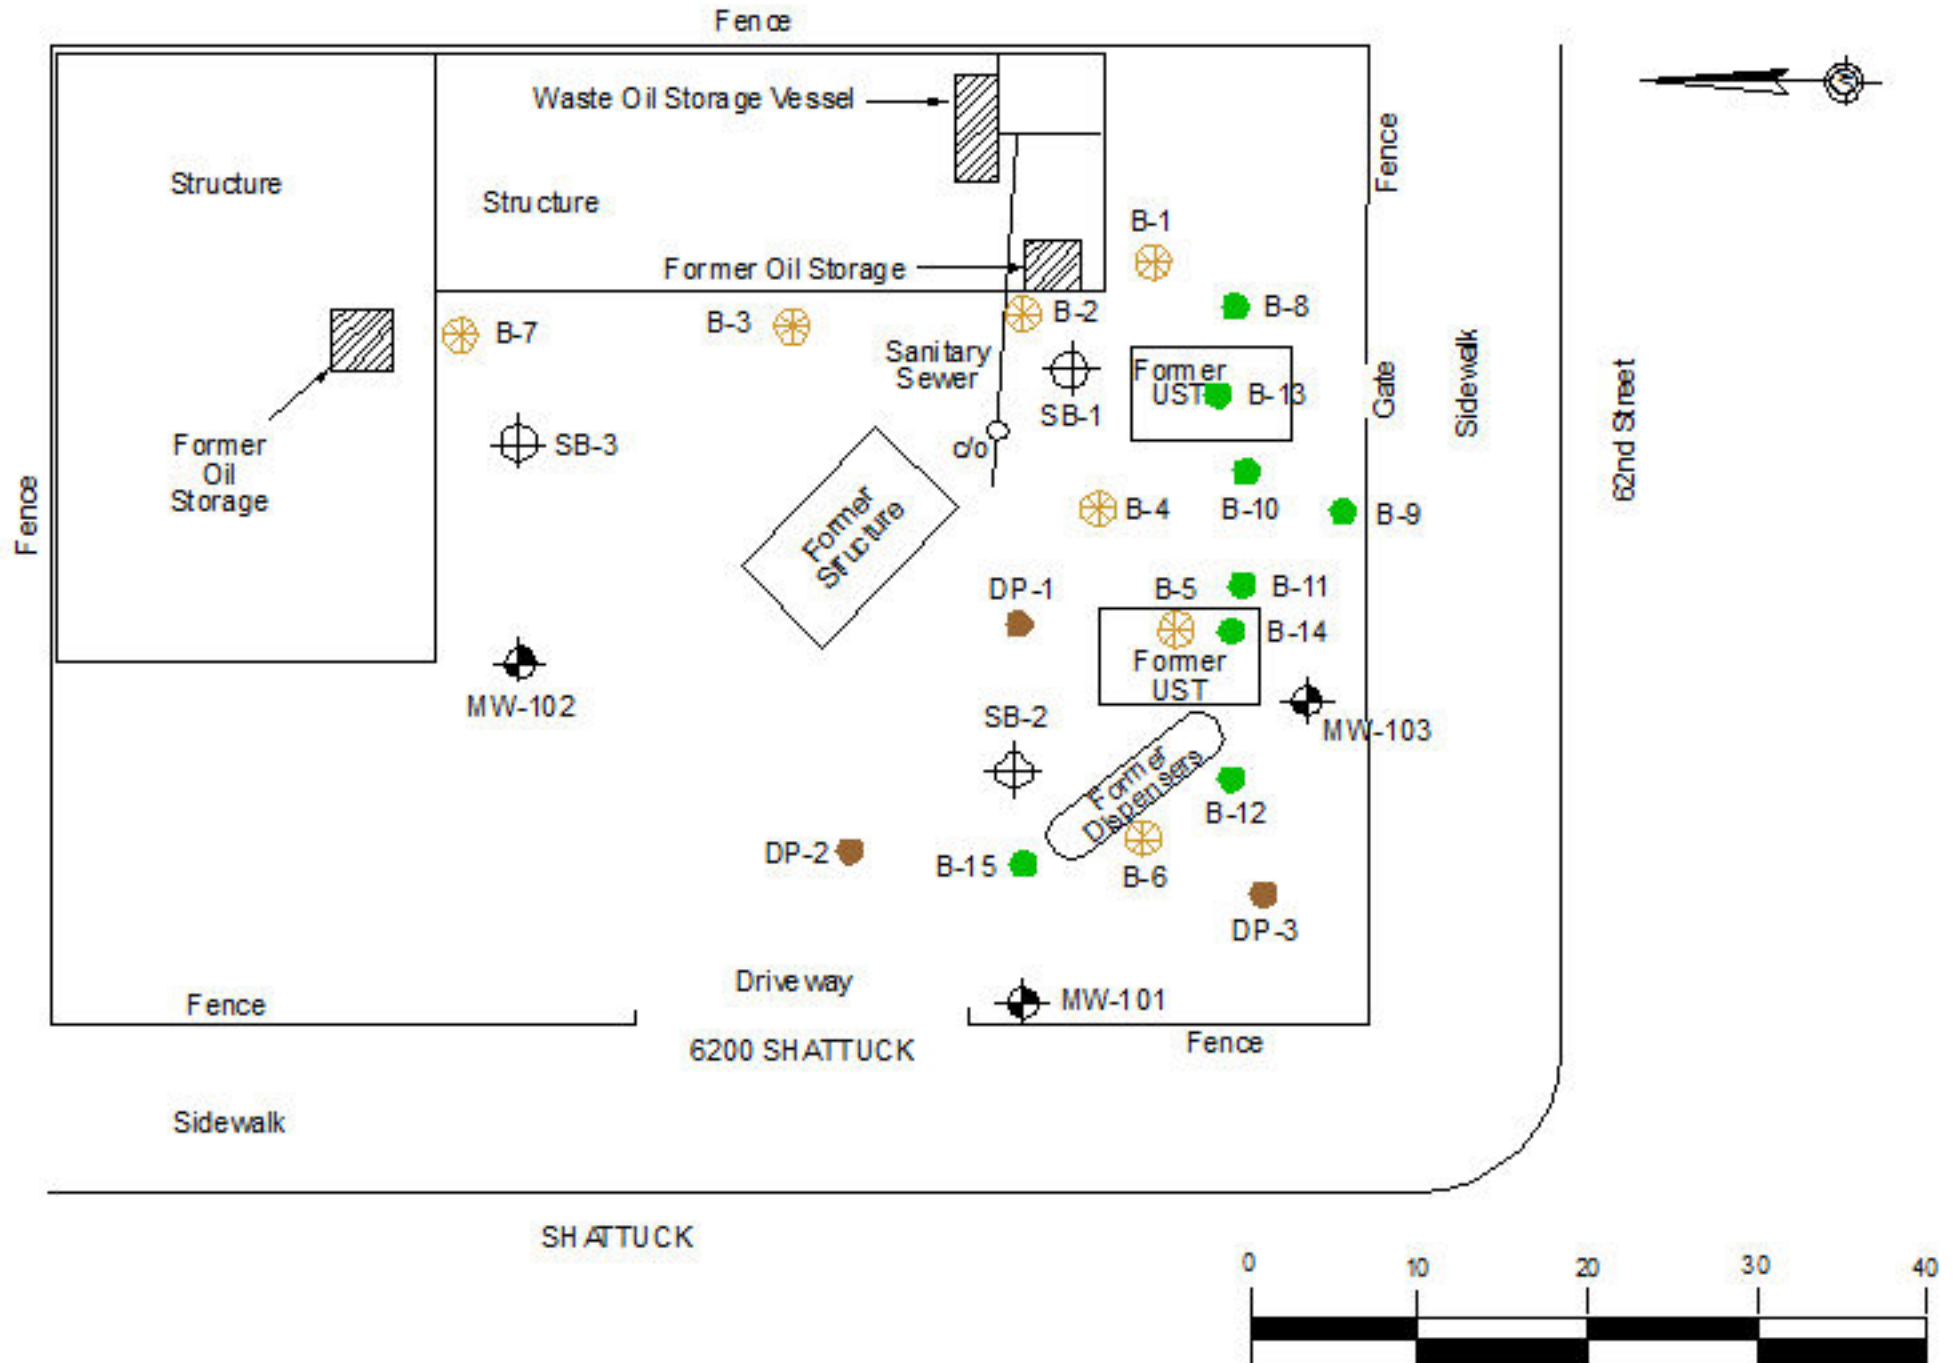 Fence
Waste Oil Storage Vessel
Structure
Structure
Fence
B-1
Former Oil Storage
B-8
B-2
B-3
B-7
Sanitary
Sewer
Former
UST
B-13
SB-1
Gate
Sidewalk
62nd Street
Former
Oil
Storage
SB-3
c/o
Former
Structure
B-4
B-10
B-9
Fence
DP-1
B-5
B-11
B-14
Former
UST
MW-102
SB-2
MW-103
Former
Dispensers
B-12
DP-2
B-15
B-6
DP-3
Driveway
MW-101
Fence
6200 SHATTUCK
Fence
Sidewalk
SHATTUCK
0 10 20 30 40